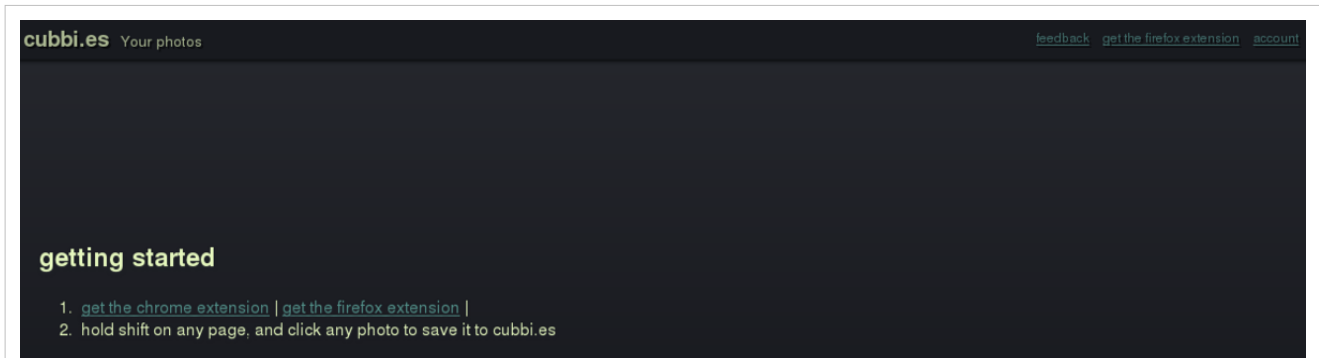 cubbi.es Your photos
feedback get the firefox extension account
getting started
1. get the chrome extension | get the firefox extension |
2. hold shift on any page, and click any photo to save it to cubbi.es